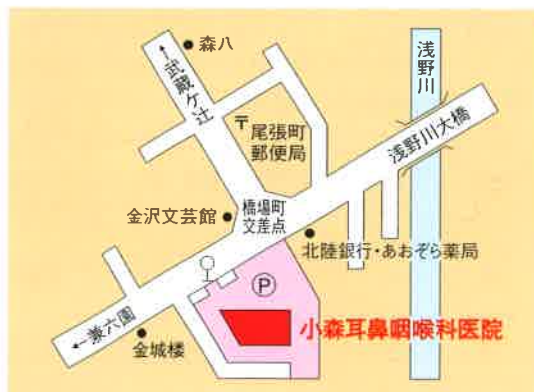 森八
←武蔵ケ辻
浅野川
〒尾張町
郵便局
浅野川大橋
橋場町
交差点
金沢文芸館
北陸銀行・あおぞら薬局
P
小森耳鼻咽喉科医院
←兼六園
金城楼